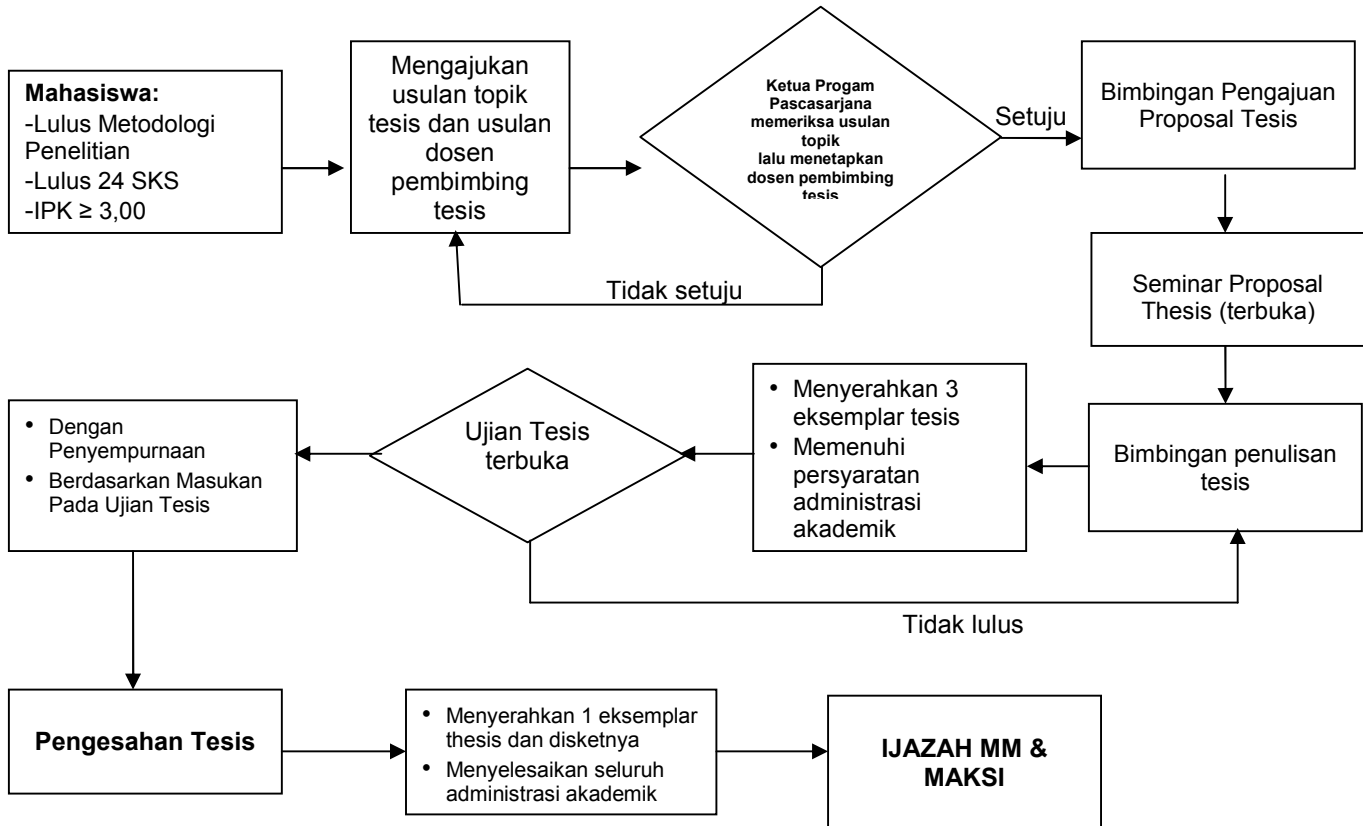 Mahasiswa:
-Lulus Metodologi
Penelitian
-Lulus 24 SKS
-IPK ≥ 3,00
Mengajukan
usulan topik
tesis dan usulan
dosen
pembimbing
tesis
Ketua Progam
Pascasarjana
memeriksa usulan
topik
lalu menetapkan
dosen pembimbing
tesis
Setuju
Bimbingan Pengajuan
Proposal Tesis
Tidak setuju
Seminar Proposal
Thesis (terbuka)
Bimbingan penulisan
tesis
• Menyerahkan 3
eksemplar tesis
• Memenuhi
persyaratan
administrasi
akademik
Ujian Tesis
terbuka
• Dengan
Penyempurnaan
• Berdasarkan Masukan
Pada Ujian Tesis
Tidak lulus
Pengesahan Tesis
• Menyerahkan 1 eksemplar
thesis dan disketnya
• Menyelesaikan seluruh
administrasi akademik
IJAZAH MM &
MAKSI